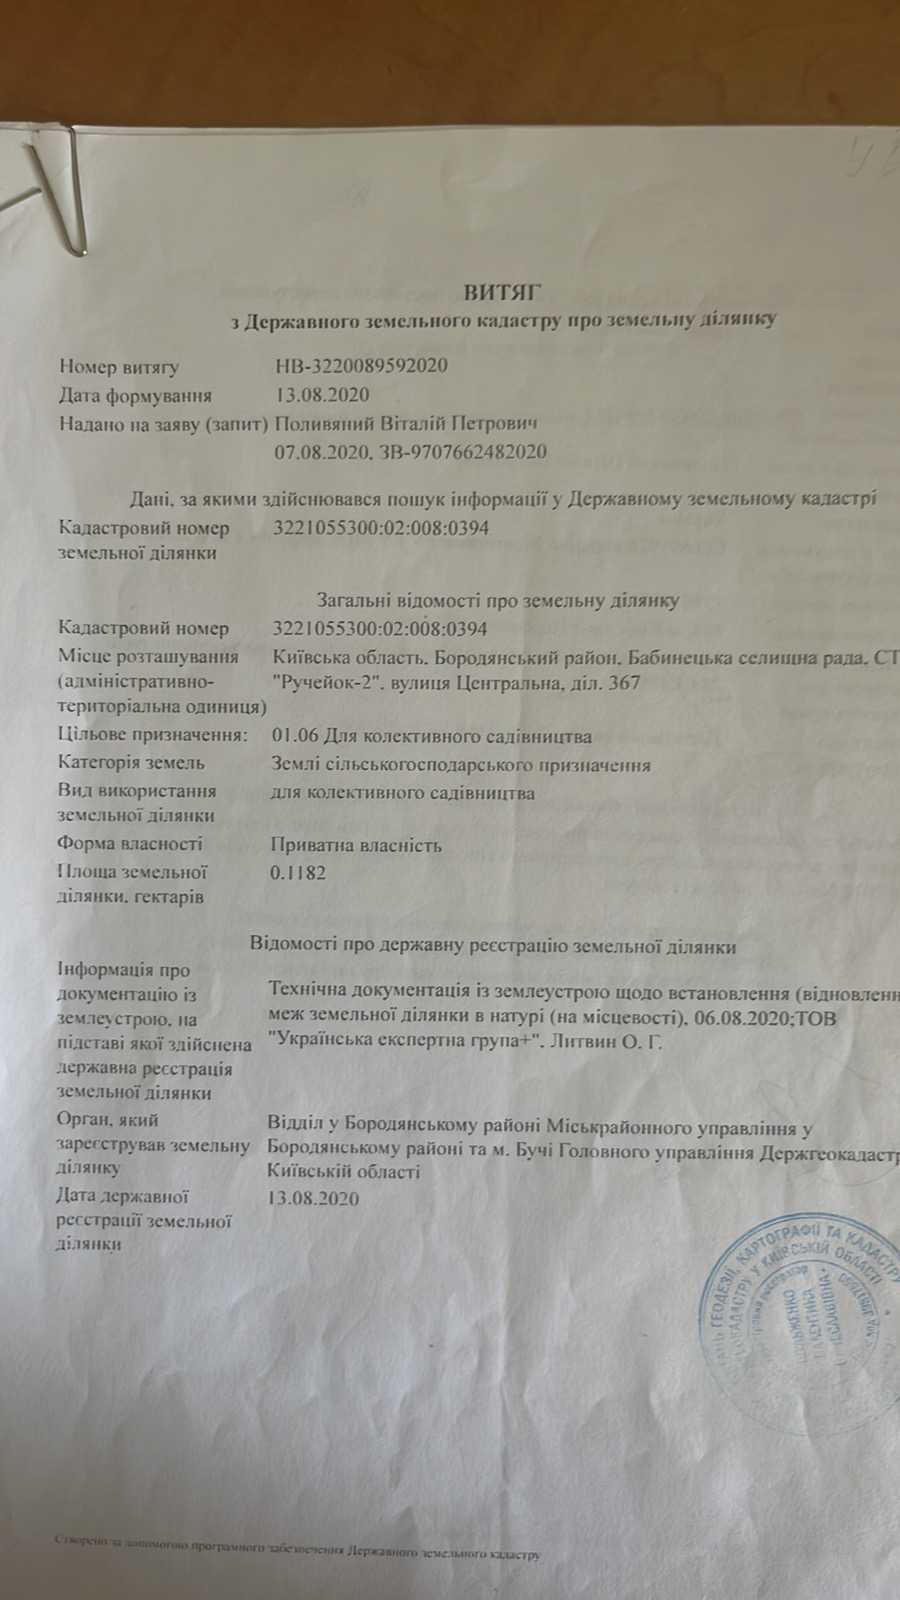 ВИТЯГ
з Державного земельного кадастру про земельну ділянку
Номер витягу НВ-3220089592020
Дата формування 13.08.2020
Надано на заяву (запит) Поливяний Віталій Петрович
07.08.2020, ЗВ-9707662482020
Дані, за якими здійснювався пошук інформації у Державному земельному кадастрі
Кадастровий номер 3221055300:02:008:0394
земельної ділянки
Загальні відомості про земельну ділянку
Кадастровий номер 3221055300:02:008:0394
Місце розташування Київська область, Бородянський район, Бабинецька селищна рада, СТ
(адміністративно- "Ручейок-2", вулиця Центральна, діл. 367
територіальна одиниця)
Цільове призначення: 01.06 Для колективного садівництва
Категорія земель Землі сільськогосподарського призначення
Вид використання для колективного садівництва
земельної ділянки
Форма власності Приватна власність
Площа земельної 0.1182
ділянки, гектарів
Відомості про державну реєстрацію земельної ділянки
Інформація про
документацію із Технічна документація із землеустрою щодо встановлення (відновленн
землеустрою, на меж земельної ділянки в натурі (на місцевості), 06.08.2020;ТОВ
підставі якої здійснена "Українська експертна група+", Литвин О. Г.
державна реєстрація
земельної ділянки
Орган, який Відділ у Бородянському районі Міськрайонного управління у
зареєстрував земельну Бородянському районі та м. Бучі Головного управління Держгеокадастр
ділянку Київській області
Дата державної 13.08.2020
реєстрації земельної
ділянки
ГЕОДЕЗІЇ, КАРТОГРАФІЇ ТА КАДАСТРУ
КАДАСТРУ У КИЇВСЬКІЙ ОБЛАСТІ
Створено за допомогою програмного забезпечення Державного земельного кадастру